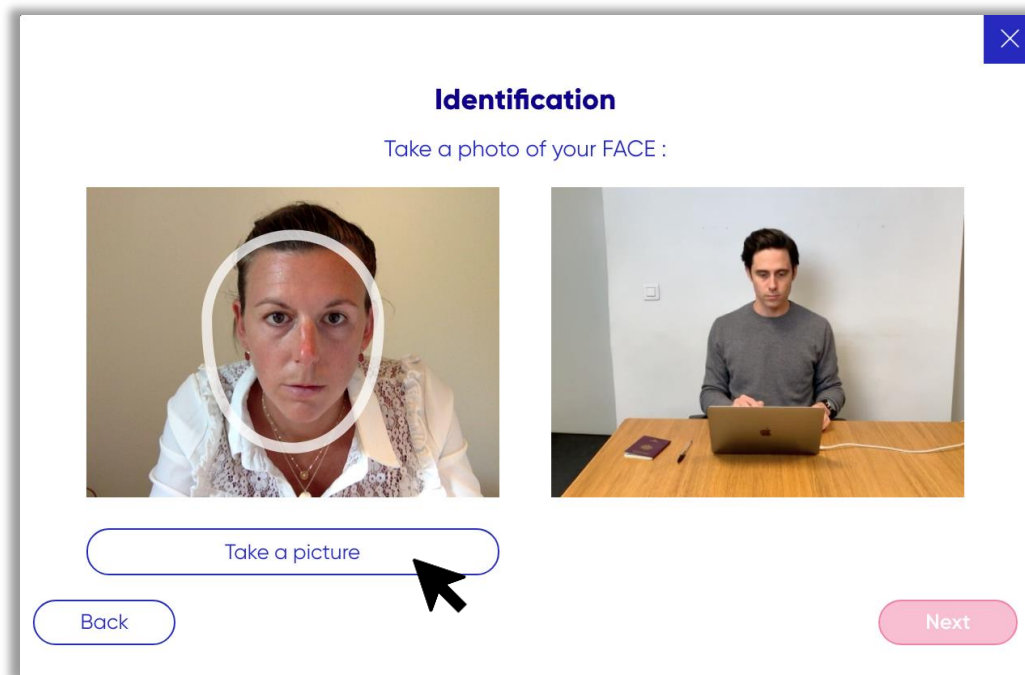 Identification
Take a photo of your FACE :
Take a picture
Back
Next